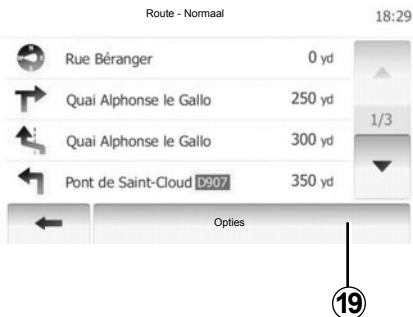 Route - Normaal 18:29
Rue Béranger 0 yd
Quai Alphonse le Gallo 250 yd
1/3
Quai Alphonse le Gallo 300 yd
Pont de Saint-Cloud D907 350 yd
Opties
19